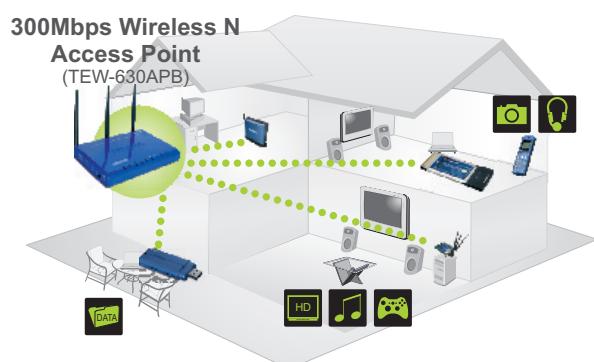 300Mbps Wireless N
Access Point
(TEW-630APB)
HD
DATA